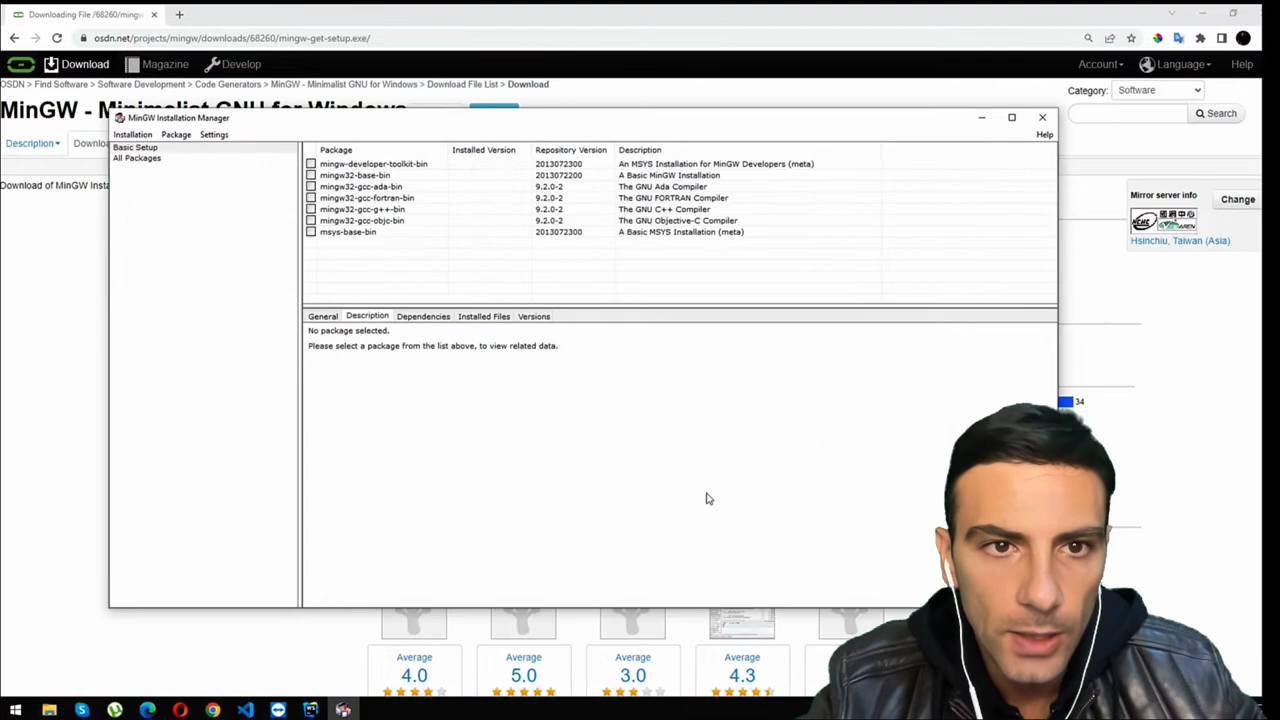 Downloading File /68260/mingw
osdn.net/projects/mingw/downloads/68260/mingw-get-setup.exe/
Download Magazine Develop Account Language Help
OSDN > Find Software > Software Development > Code Generators > MinGW - Minimalist GNU for Windows > Download File List > Download
Category: Software
MinGW - Minimalist GNU for Windows
Search
Description
Download of MinGW Insta
MinGW Installation Manager
Installation Package Settings Help
Basic Setup
All Packages
Package Installed Version Repository Version Description
mingw-developer-toolkit-bin 2013072300 An MSYS Installation for MinGW Developers (meta)
mingw32-base-bin 2013072200 A Basic MinGW Installation
mingw32-gcc-ada-bin 9.2.0-2 The GNU Ada Compiler
mingw32-gcc-fortran-bin 9.2.0-2 The GNU FORTRAN Compiler
mingw32-gcc-g++-bin 9.2.0-2 The GNU C++ Compiler
mingw32-gcc-objc-bin 9.2.0-2 The GNU Objective-C Compiler
msys-base-bin 2013072300 A Basic MSYS Installation (meta)
General Description Dependencies Installed Files Versions
No package selected.
Please select a package from the list above, to view related data.
Mirror server info
Change
Hsinchiu, Taiwan (Asia)
34
Average Average Average Average
4.0 5.0 3.0 4.3